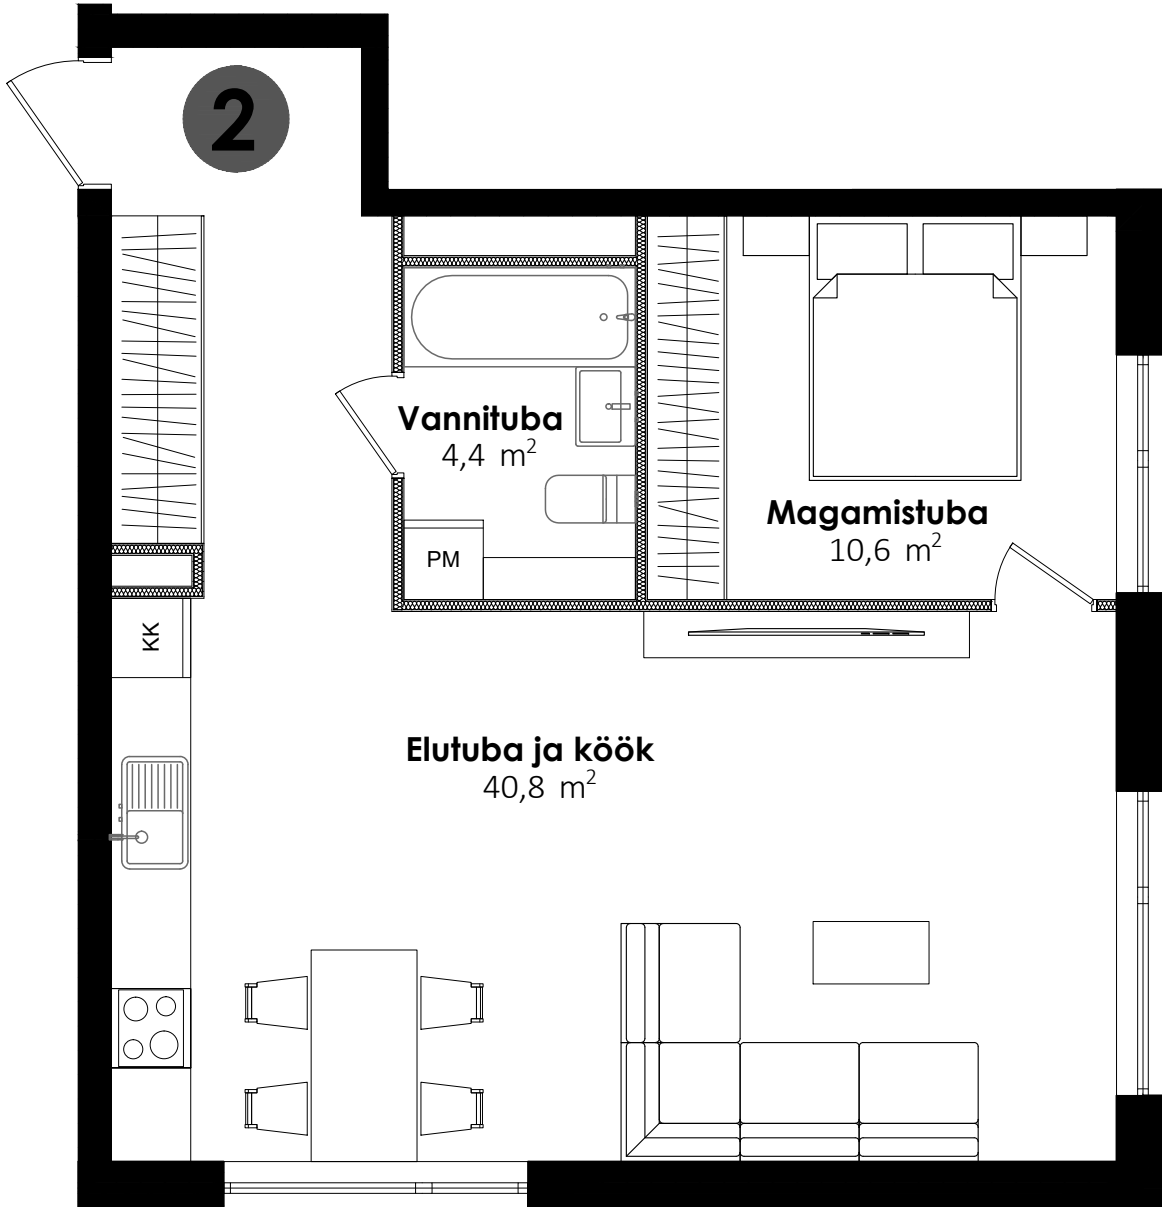 2
Vannituba
4,4 m²
Magamistuba
10,6 m²
PM
KK
Elutuba ja köök
40,8 m²